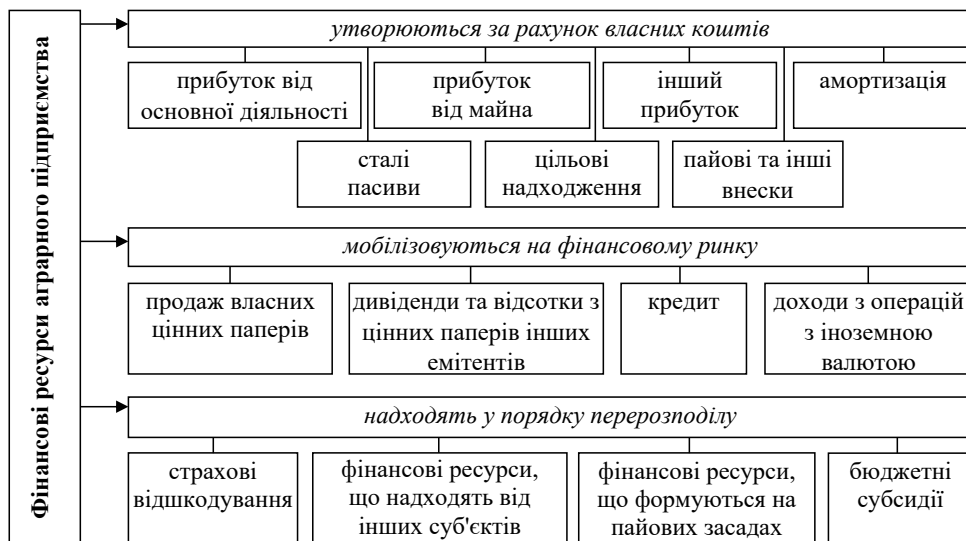 Фінансові ресурси аграрного підприємства
утворюються за рахунок власних коштів
прибуток від
основної діяльності
прибуток
від майна
інший
прибуток
амортизація
сталі
пасиви
цільові
надходження
пайові та інші
внески
мобілізовуються на фінансовому ринку
продаж власних
цінних паперів
дивіденди та відсотки з
цінних паперів інших
емітентів
кредит
доходи з операцій
з іноземною
валютою
надходять у порядку перерозподілу
страхові
відшкодування
фінансові ресурси,
що надходять від
інших суб'єктів
фінансові ресурси,
що формуються на
пайових засадах
бюджетні
субсидії